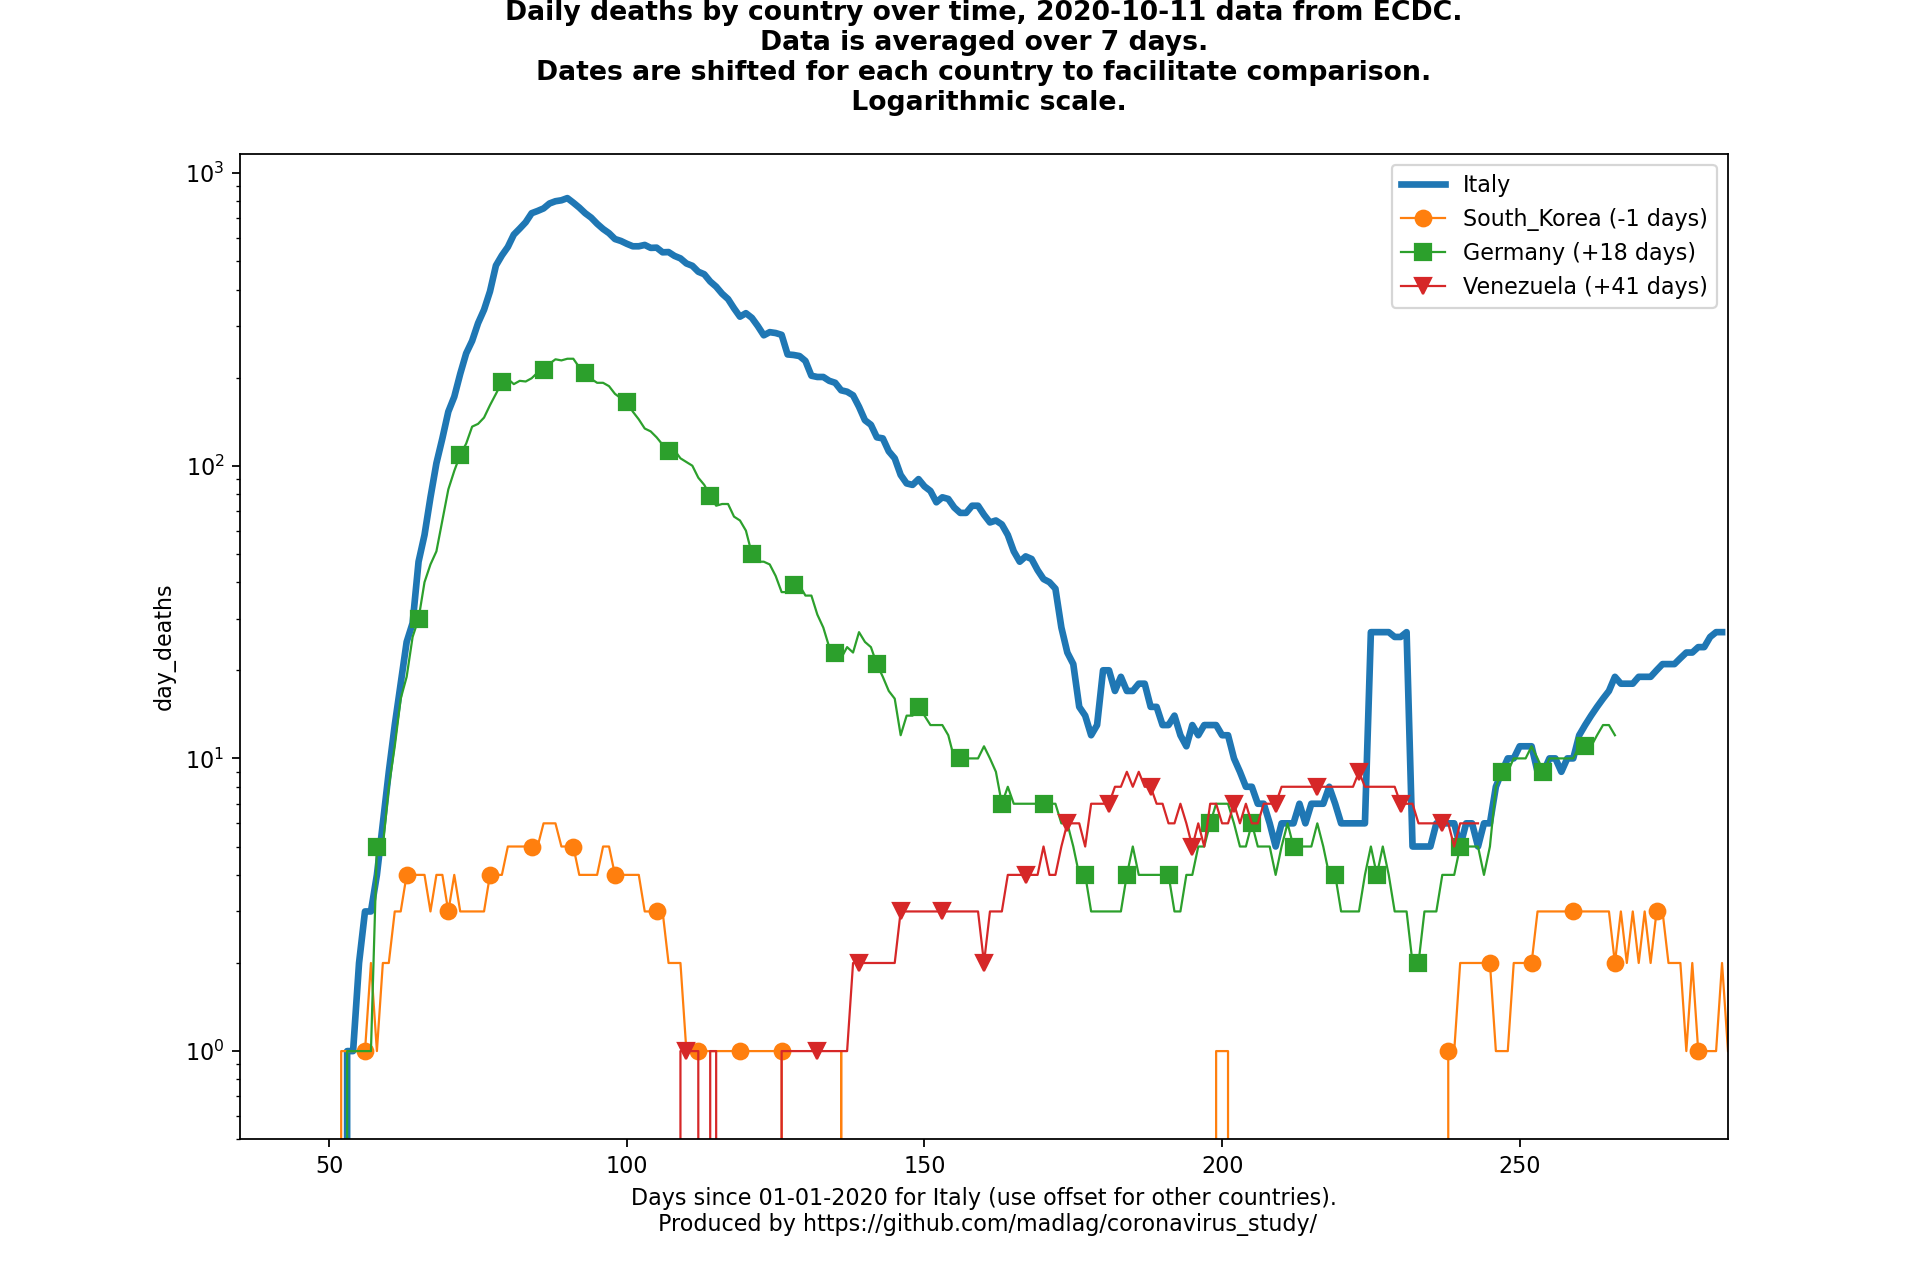 Daily deaths by country over time, 2020-10-11 data from ECDC.
Data is averaged over 7 days.
Dates are shifted for each country to facilitate comparison.
Logarithmic scale.
10³
10²
10¹
10⁰
day_deaths
Italy
South_Korea (-1 days)
Germany (+18 days)
Venezuela (+41 days)
50 100 150 200 250
Days since 01-01-2020 for Italy (use offset for other countries).
Produced by https://github.com/madlag/coronavirus_study/